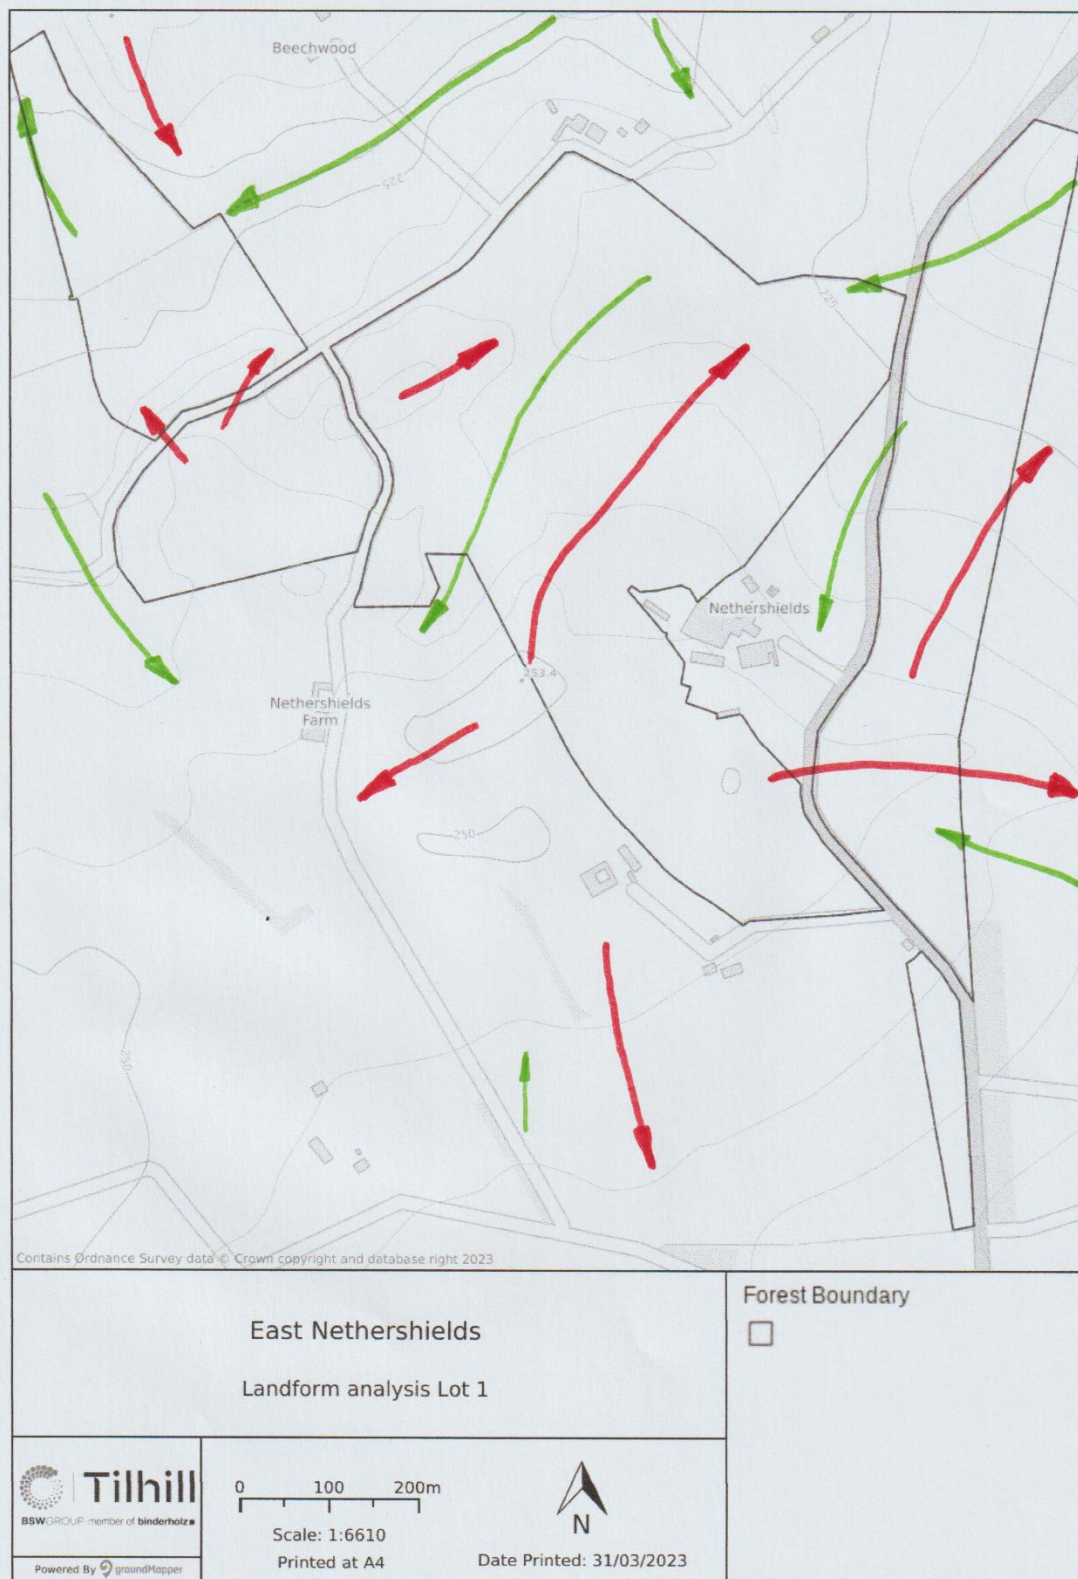 Beechwood
225
225
Nethershields
253.4
Nethershields
Farm
250
250
Contains Ordnance Survey data © Crown copyright and database right 2023
East Nethershields
Landform analysis Lot 1
Forest Boundary
Tilhill
BSWGROUP member of binderholz
0 100 200m
Scale: 1:6610
Printed at A4
N
Date Printed: 31/03/2023
Powered By groundMapper